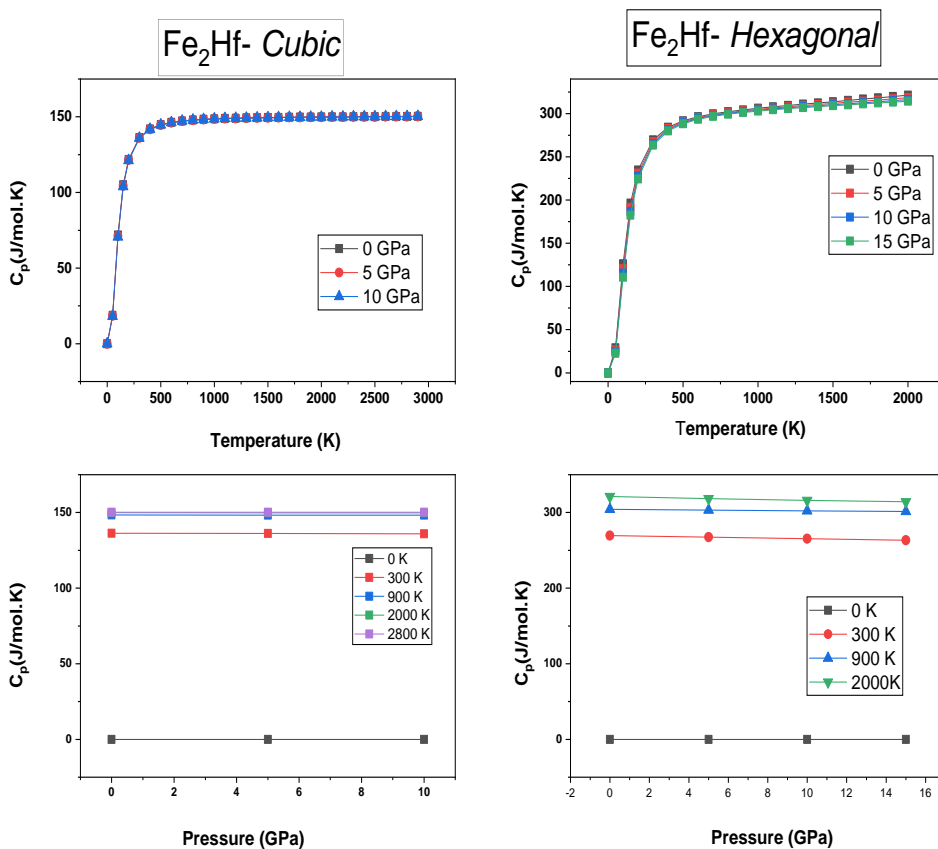 Fe₂Hf- Cubic
Fe₂Hf- Hexagonal
Cₚ(J/mol.K)
150
100
50
0
0 GPa
5 GPa
10 GPa
0 500 1000 1500 2000 2500 3000
Temperature (K)
Cₚ(J/mol.K)
300
250
200
150
100
50
0
0 GPa
5 GPa
10 GPa
15 GPa
0 500 1000 1500 2000
Temperature (K)
Cₚ(J/mol.K)
150
100
50
0
0 K
300 K
900 K
2000 K
2800 K
0 2 4 6 8 10
Pressure (GPa)
Cₚ(J/mol.K)
300
200
100
0
0 K
300 K
900 K
2000K
-2 0 2 4 6 8 10 12 14 16
Pressure (GPa)